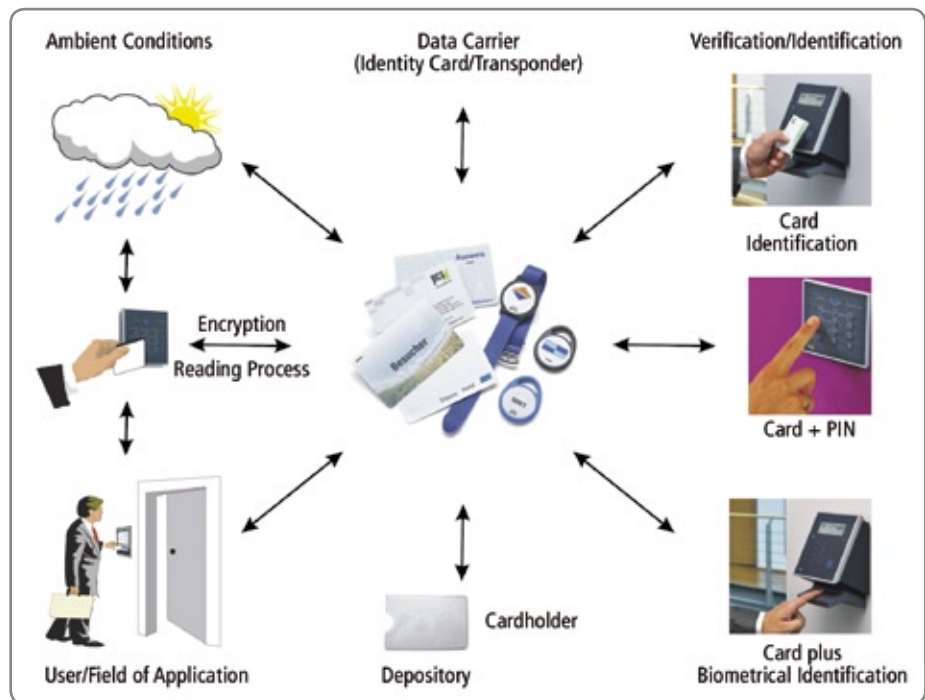 Ambient Conditions
Data Carrier
(Identity Card/Transponder)
Verification/Identification
Card
Identification
Encryption
Reading Process
Besucher
Card + PIN
Cardholder
Depository
User/Field of Application
Card plus
Biometrical Identification